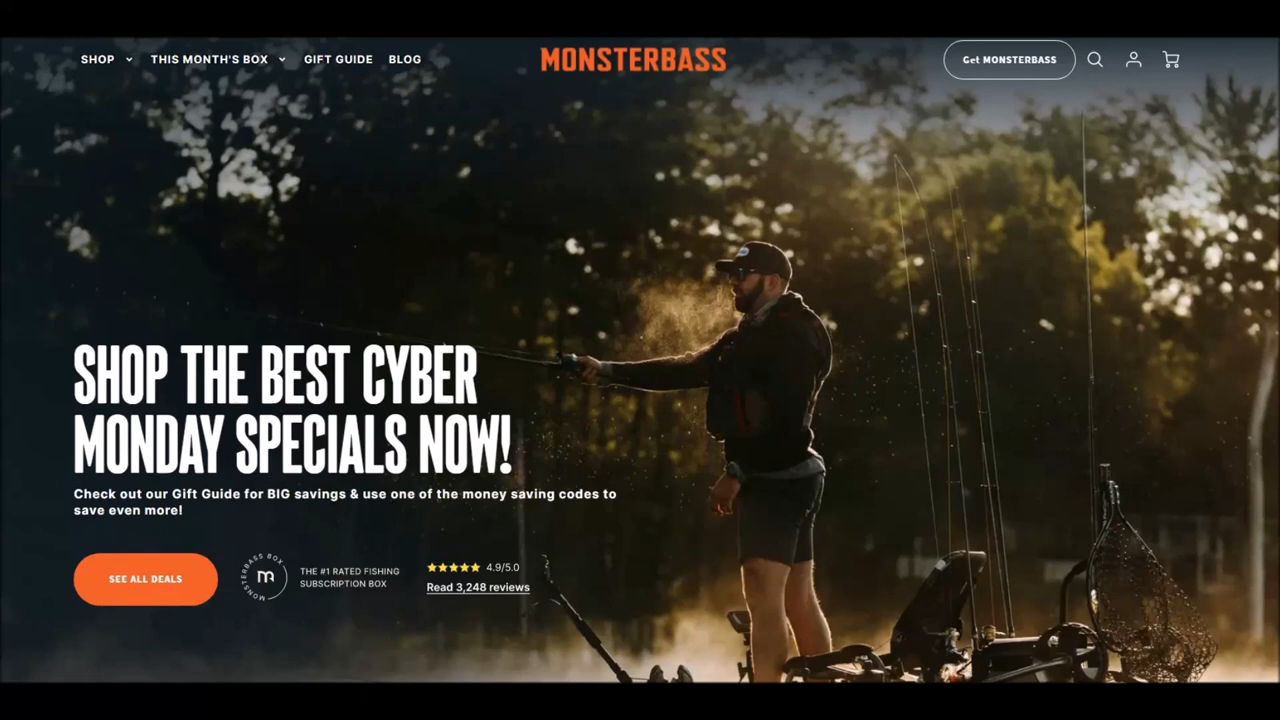 SHOP
THIS MONTH'S BOX
GIFT GUIDE
BLOG
MONSTERBASS
Get MONSTERBASS
SHOP THE BEST CYBER
MONDAY SPECIALS NOW!
Check out our Gift Guide for BIG savings & use one of the money saving codes to
save even more!
SEE ALL DEALS
MONSTERBASS BOX
THE #1 RATED FISHING
SUBSCRIPTION BOX
4.9/5.0
Read 3,248 reviews